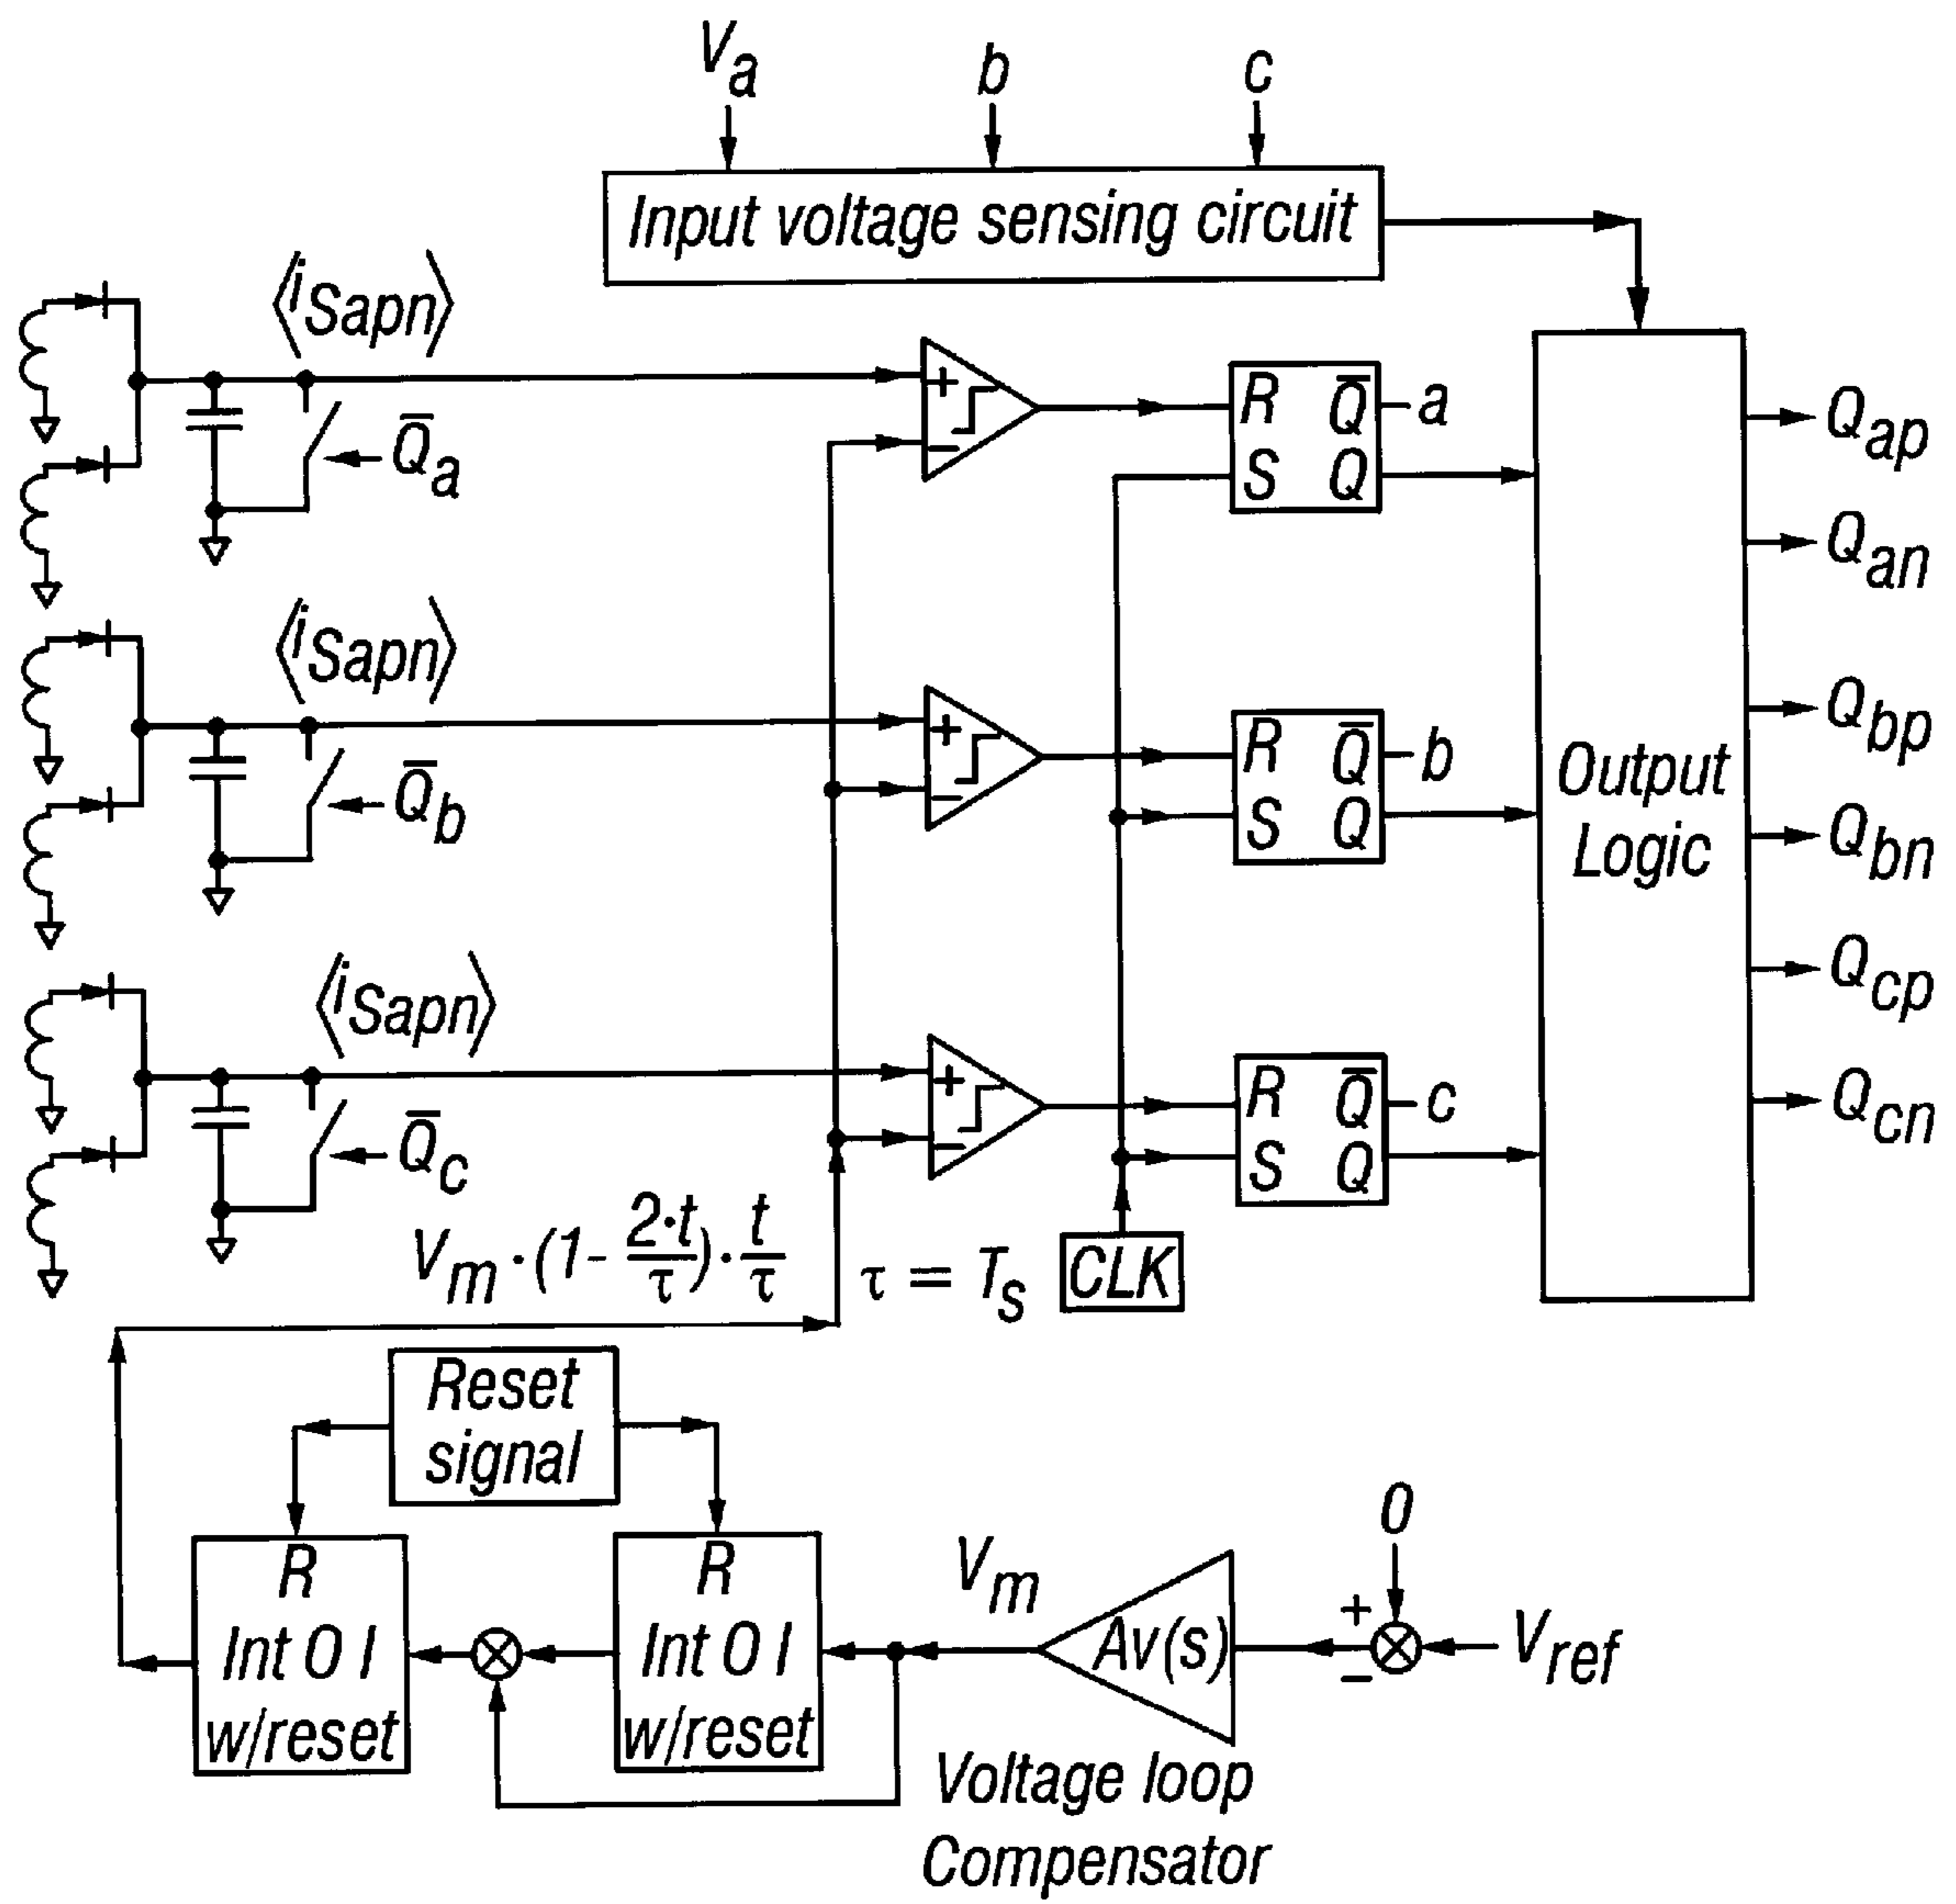 Va
b
c
Input voltage sensing circuit
⟨iSapn⟩
Q̅a
+
−
R Q̅ a
S Q
Qap
Qan
⟨iSapn⟩
Q̅b
+
−
R Q̅ b
S Q
Output
Logic
Qbp
Qbn
⟨iSapn⟩
Q̅c
+
−
R Q̅ c
S Q
Qcp
Qcn
Vm·(1- 2·t/τ)·t/τ
τ = Ts
CLK
Reset
signal
R
Int O I
w/reset
R
Int O I
w/reset
Vm
Av(s)
0
+
−
Vref
Voltage loop
Compensator